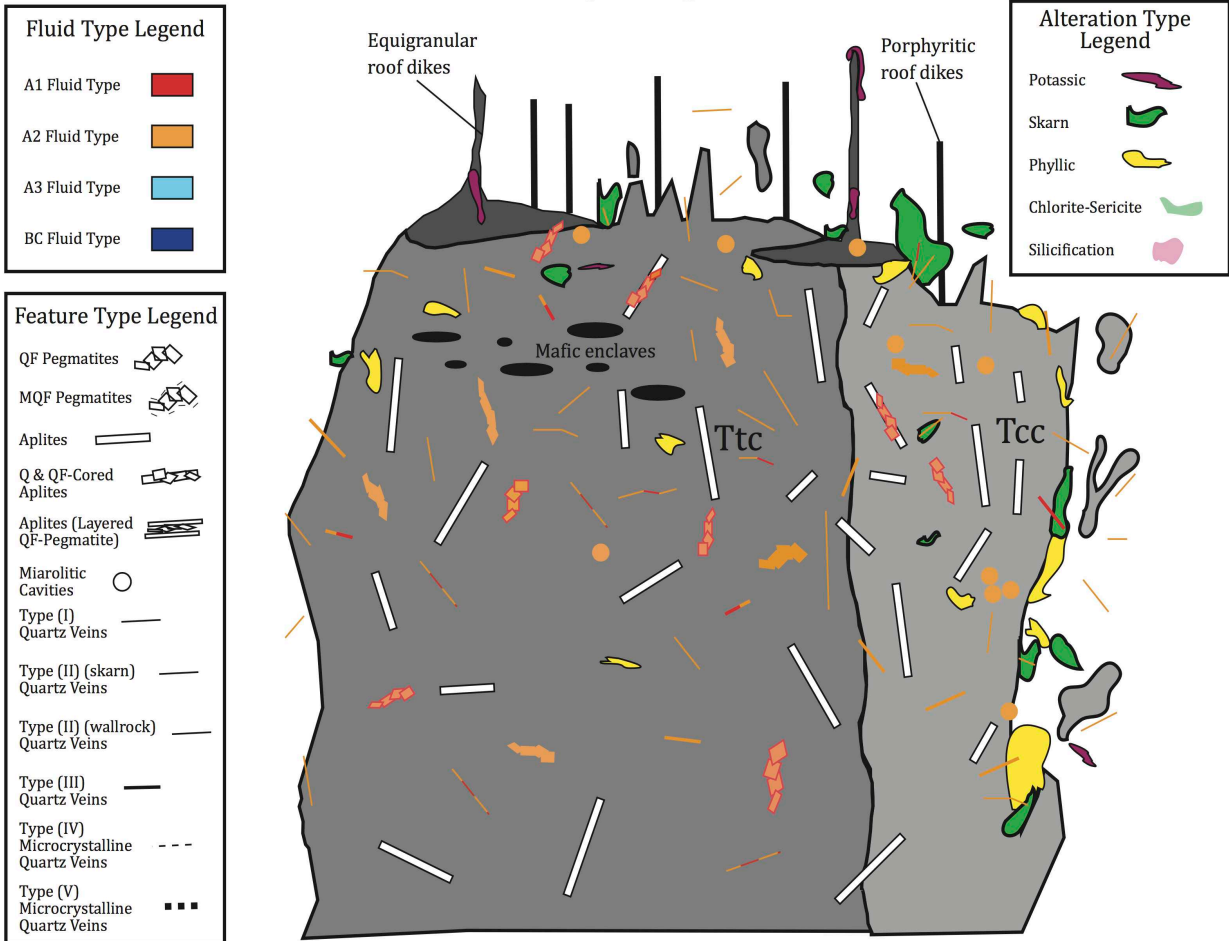 Fluid Type Legend
A1 Fluid Type
A2 Fluid Type
A3 Fluid Type
BC Fluid Type
Feature Type Legend
QF Pegmatites
MQF Pegmatites
Aplites
Q & QF-Cored
Aplites
Aplites (Layered
QF-Pegmatite)
Miarolitic
Cavities
Type (I)
Quartz Veins
Type (II) (skarn)
Quartz Veins
Type (II) (wallrock)
Quartz Veins
Type (III)
Quartz Veins
Type (IV)
Microcrystalline
Quartz Veins
Type (V)
Microcrystalline
Quartz Veins
Equigranular
roof dikes
Porphyritic
roof dikes
Mafic enclaves
Ttc
Tcc
Alteration Type
Legend
Potassic
Skarn
Phyllic
Chlorite-Sericite
Silicification